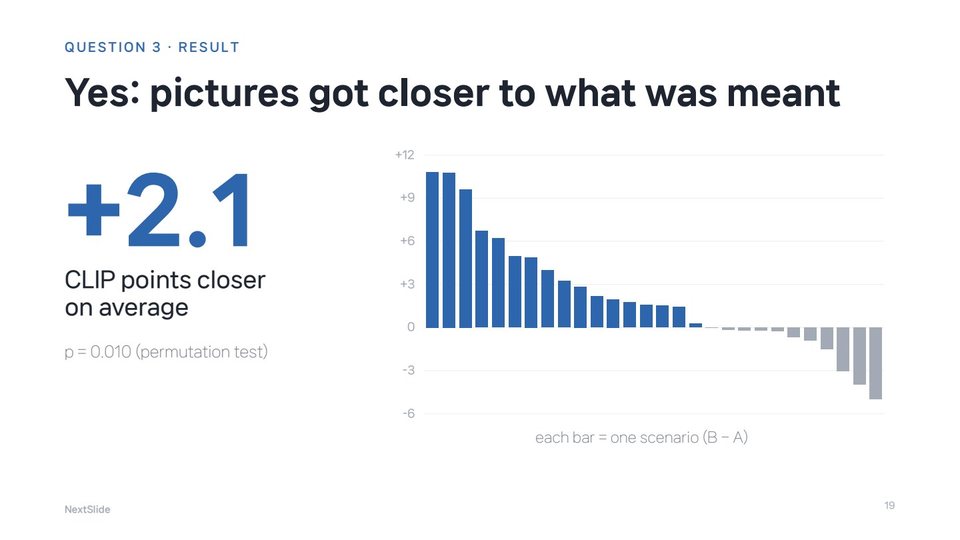 QUESTION 3 · RESULT
Yes: pictures got closer to what was meant
+2.1
CLIP points closer
on average
p = 0.010 (permutation test)
+12
+9
+6
+3
0
-3
-6
each bar = one scenario (B − A)
NextSlide
19